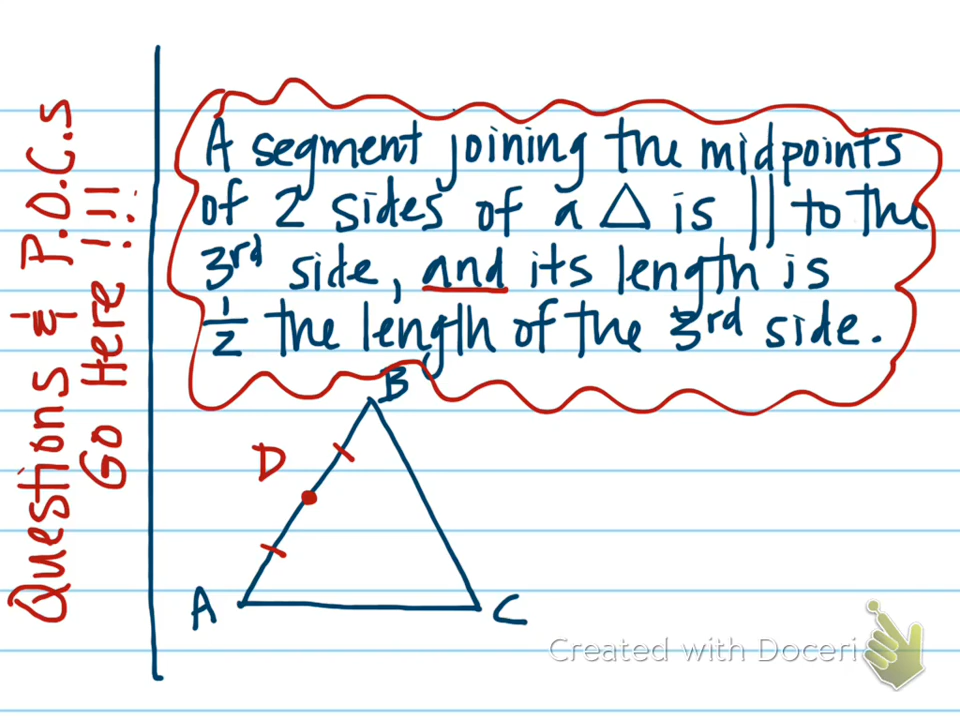 Questions & P.O.C.s
Go Here !!!
A segment joining the midpoints
of 2 sides of a △ is || to the
3rd side, and its length is
1/2 the length of the 3rd side.
B
D
A
C
Created with Doceri